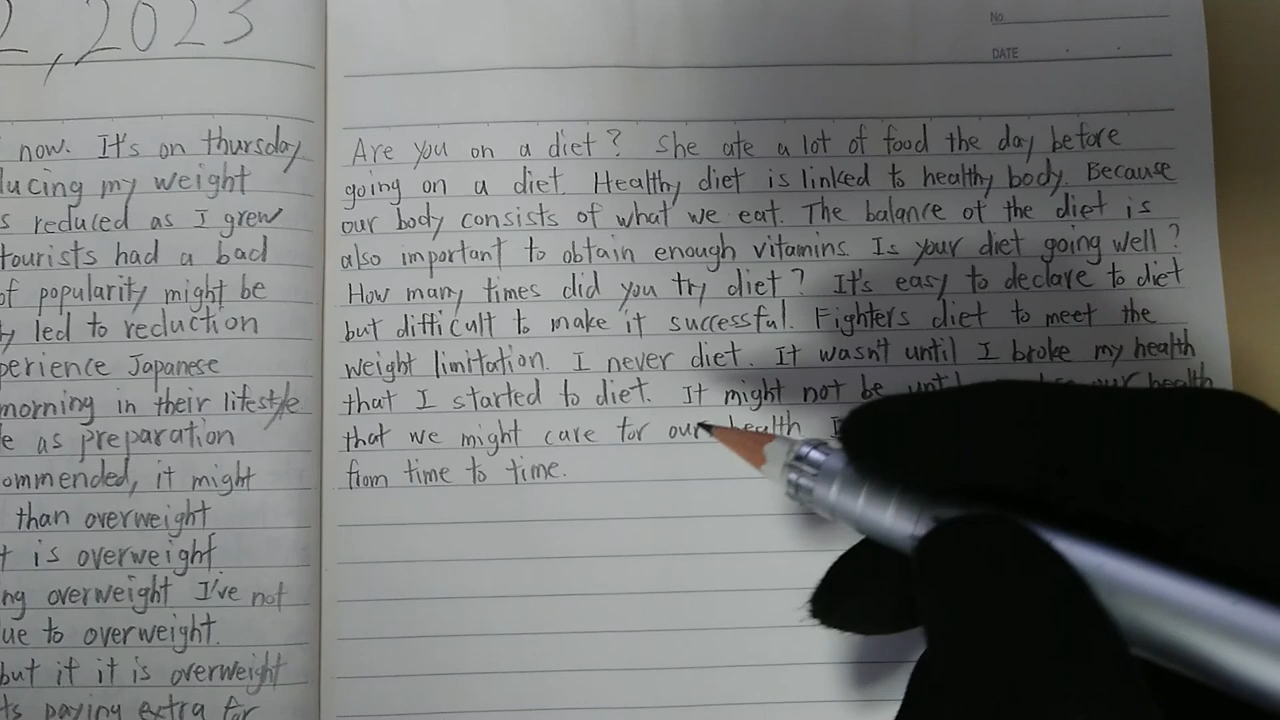 2, 2023
now. It's on thursday
lucing my weight
s reduced as I grew
tourists had a bad
of popularity might be
y led to reduction
perience Japanese
morning in their lifestyle
e as preparation
ommended, it might
than overweight
t is overweight.
ng overweight I've not
ue to overweight.
but it it is overweight
ts paying extra for
No.
DATE
Are you on a diet? She ate a lot of food the day before
going on a diet. Healthy diet is linked to healthy body. Because
our body consists of what we eat. The balance of the diet is
also important to obtain enough vitamins. Is your diet going well?
How many times did you try diet? It's easy to declare to diet
but difficult to make it successful. Fighters diet to meet the
weight limitation. I never diet. It wasn't until I broke my health
that I started to diet. It might not be until our health
that we might care for our health. I
from time to time.